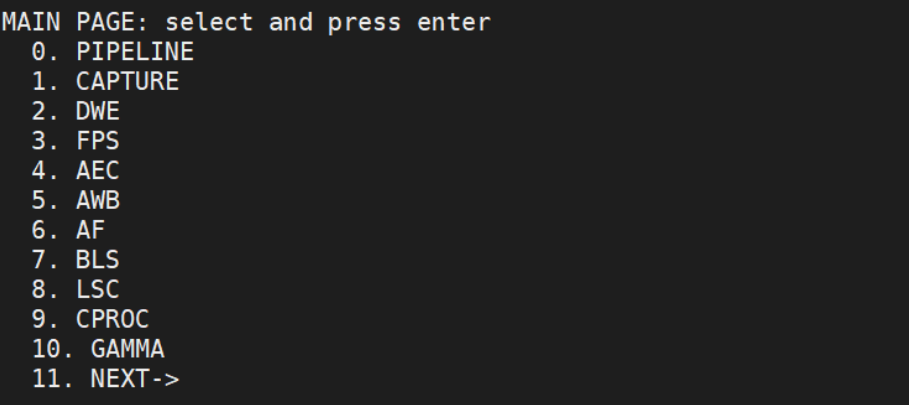 MAIN PAGE: select and press enter
0. PIPELINE
1. CAPTURE
2. DWE
3. FPS
4. AEC
5. AWB
6. AF
7. BLS
8. LSC
9. CPROC
10. GAMMA
11. NEXT->